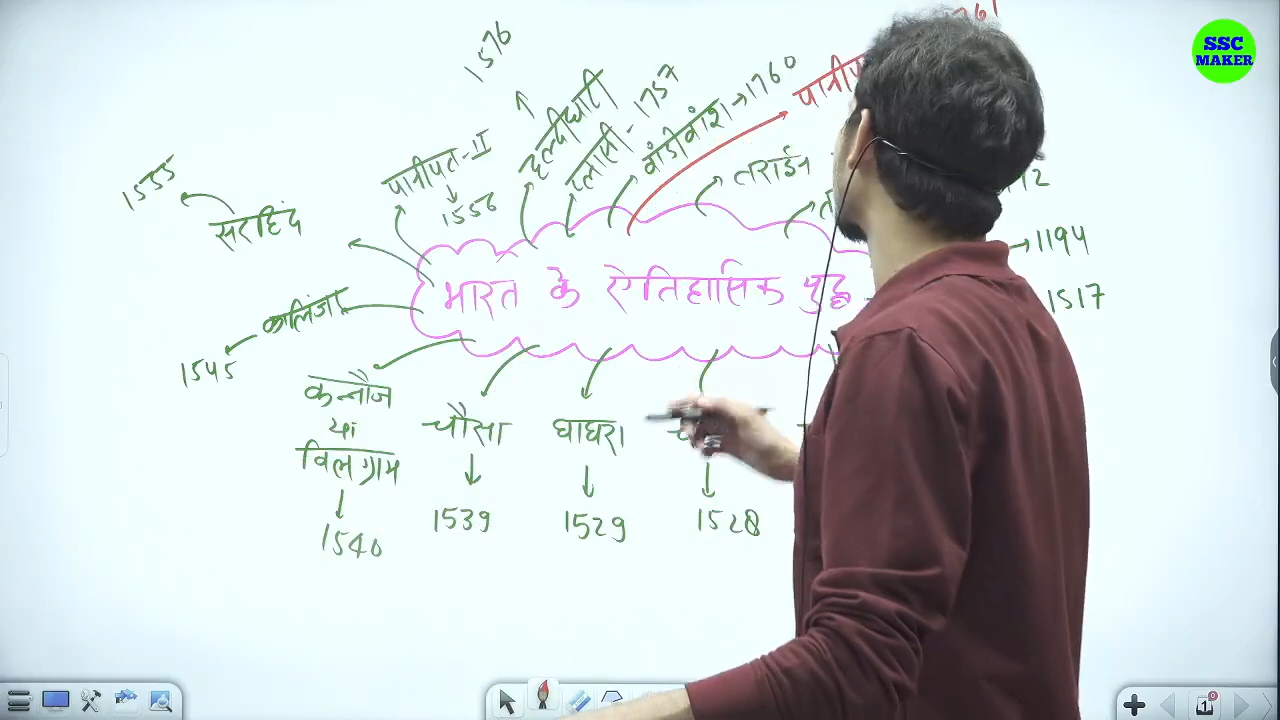 SSC
MAKER
1761
1576
हल्दीघाटी
प्लासी - 1757
वांडीवाश → 1760
पानीपत-II
1556
तराईन
1555
सरहिंद
1194
भारत के ऐतिहासिक युद्ध
1517
कालिंजर
1545
कन्नौज
या
विलग्राम
1540
चौसा
1539
घाघरा
1529
1528